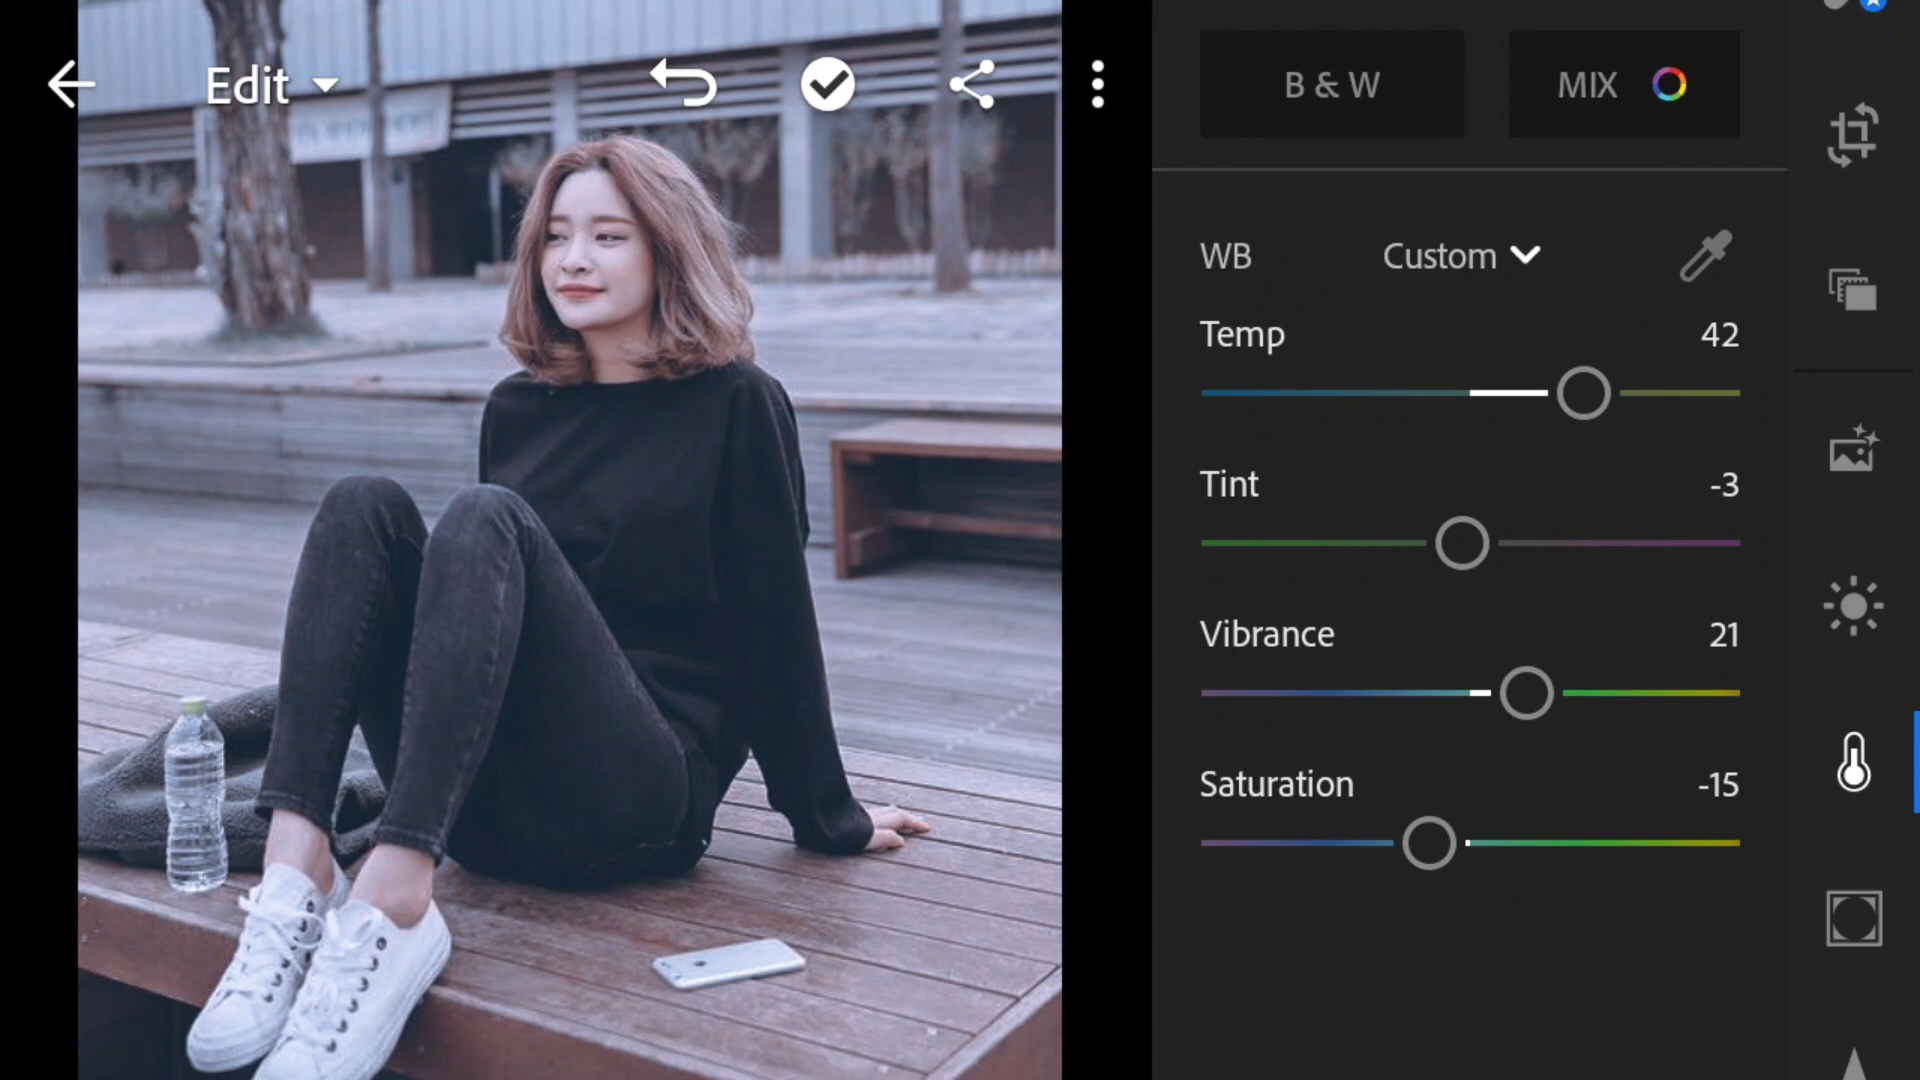 Edit
B & W
MIX
WB
Custom
Temp
42
Tint
-3
Vibrance
21
Saturation
-15